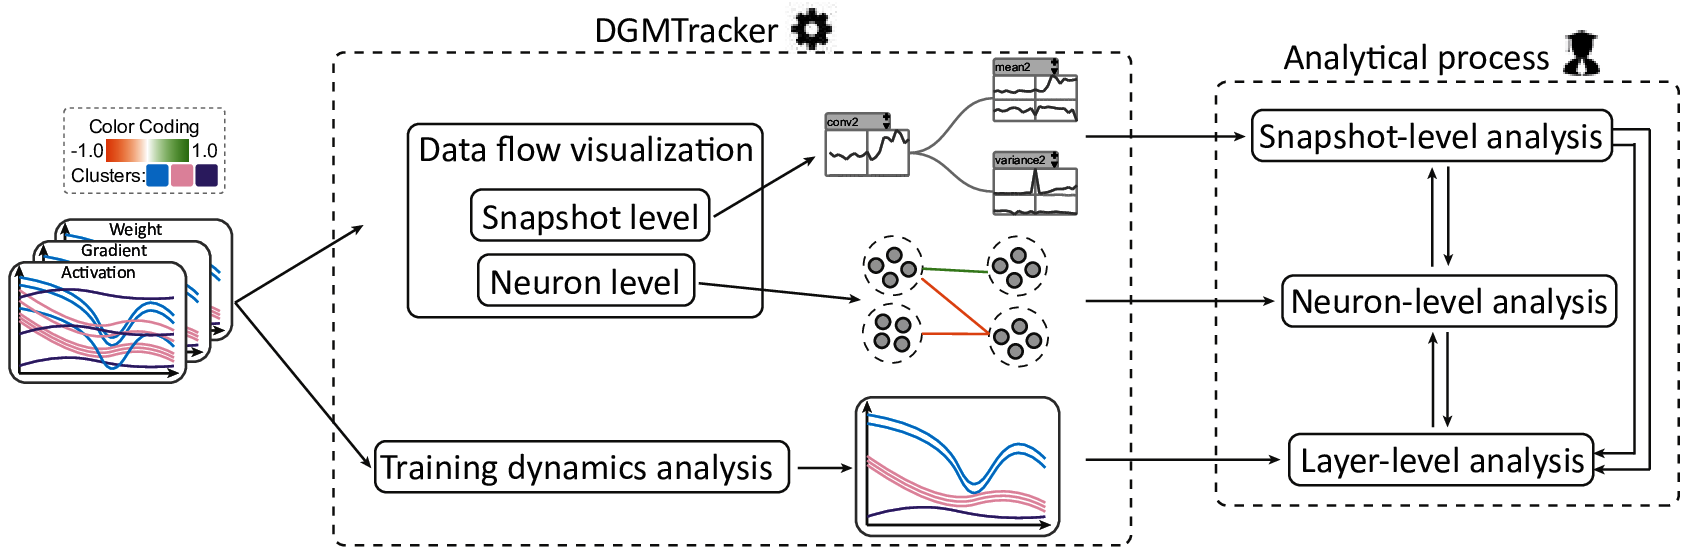 DGMTracker
Analytical process
Color Coding
-1.0 1.0
Clusters:
Weight
Gradient
Activation
Data flow visualization
Snapshot level
Neuron level
Training dynamics analysis
conv2
mean2
variance2
Snapshot-level analysis
Neuron-level analysis
Layer-level analysis